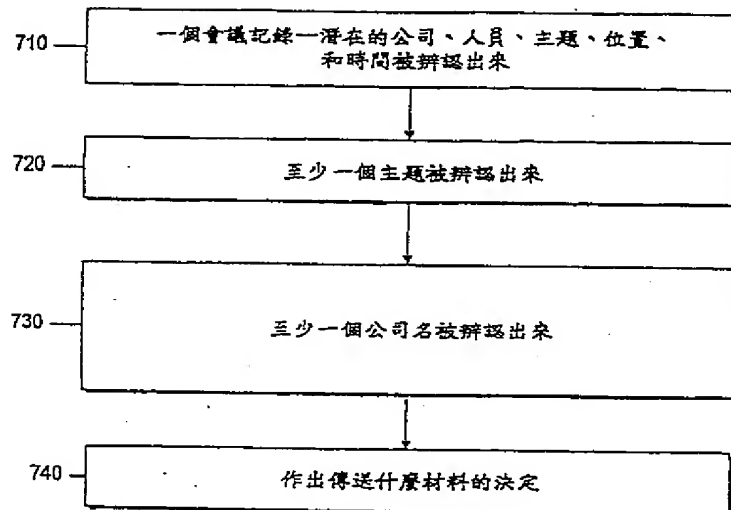 710
一個會議記錄一潛在的公司、人員、主題、位置、
和時間被辨認出來
720
至少一個主題被辨認出來
730
至少一個公司名被辨認出來
740
作出傳送什麼材料的決定